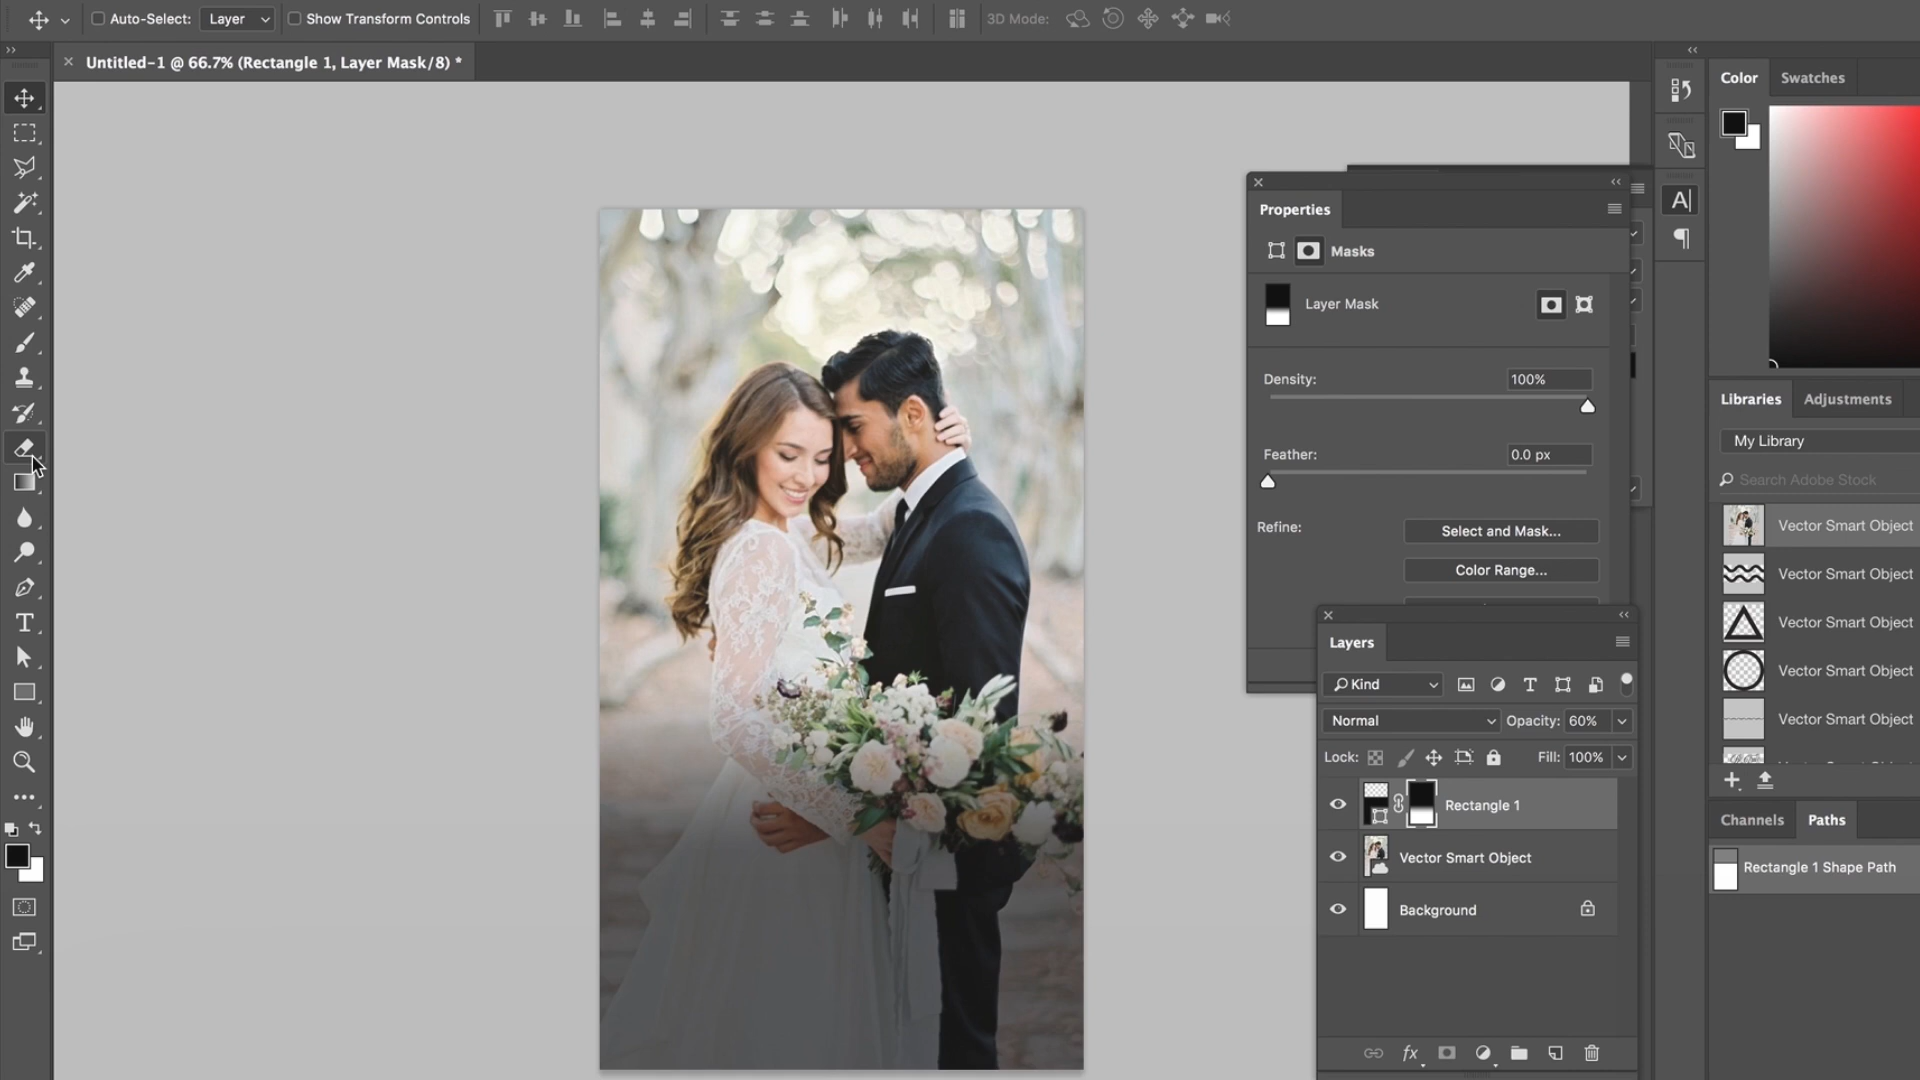 Auto-Select: Layer Show Transform Controls 3D Mode:
Untitled-1 @ 66.7% (Rectangle 1, Layer Mask/8) *
Color Swatches
Properties
Masks
Layer Mask
Density: 100%
Feather: 0.0 px
Refine: Select and Mask...
Color Range...
Layers
Kind
Normal Opacity: 60%
Lock: Fill: 100%
Rectangle 1
Vector Smart Object
Background
Libraries Adjustments
My Library
Search Adobe Stock
Vector Smart Object
Vector Smart Object
Vector Smart Object
Vector Smart Object
Vector Smart Object
Channels Paths
Rectangle 1 Shape Path